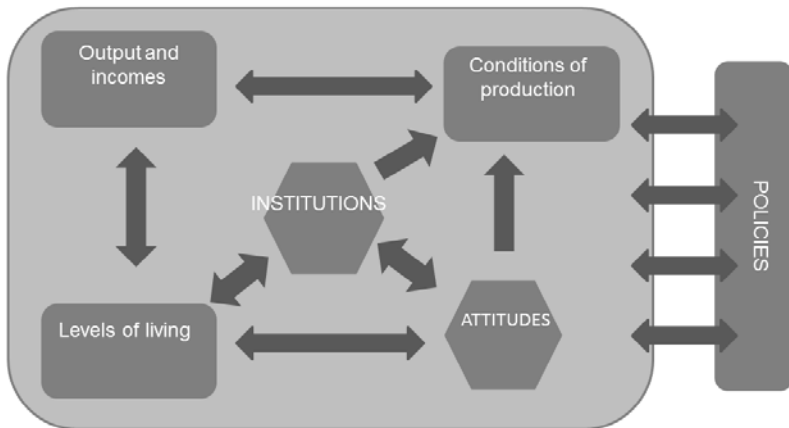 Output and
incomes
Conditions of
production
INSTITUTIONS
POLICIES
Levels of living
ATTITUDES